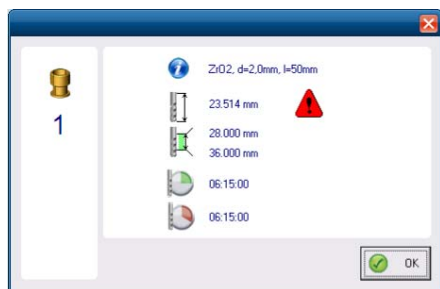 1
ZrO2, d=2,0mm, l=50mm
23.514 mm
28.000 mm
36.000 mm
06:15:00
06:15:00
OK